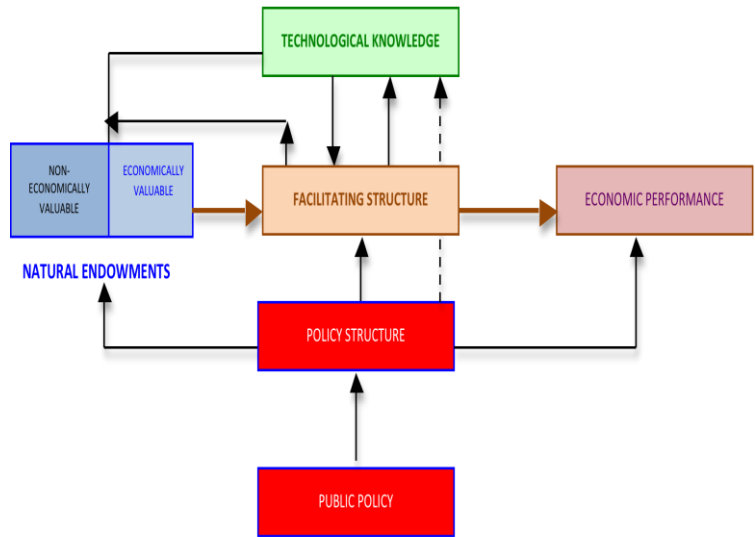 TECHNOLOGICAL KNOWLEDGE
NON-
ECONOMICALLY
VALUABLE
ECONOMICALLY
VALUABLE
FACILITATING STRUCTURE
ECONOMIC PERFORMANCE
NATURAL ENDOWMENTS
POLICY STRUCTURE
PUBLIC POLICY